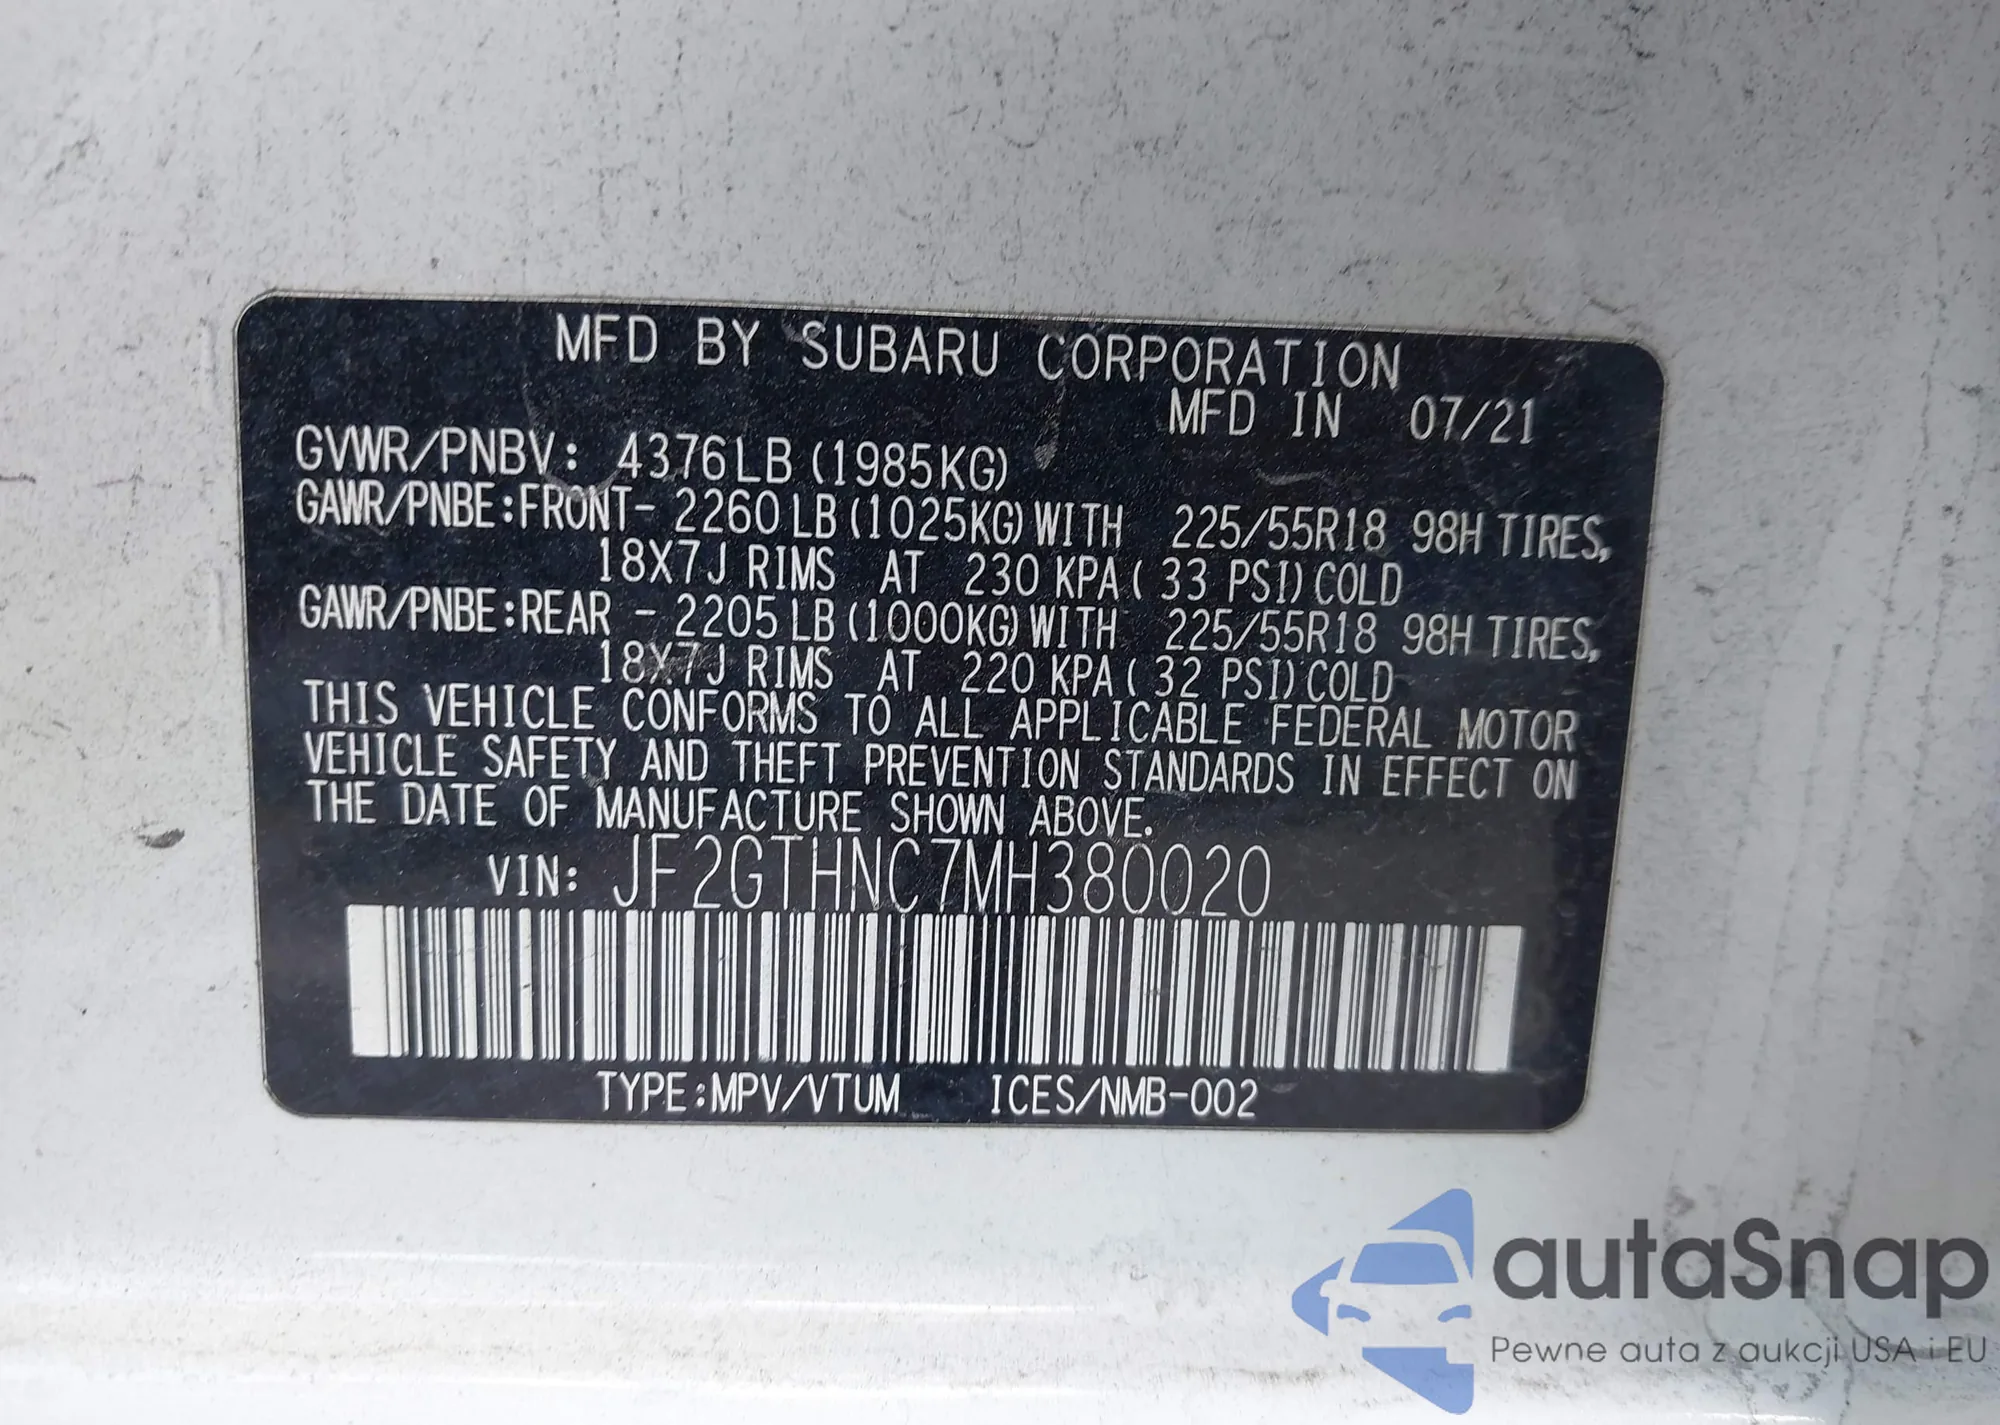 MFD BY SUBARU CORPORATION
MFD IN 07/21
GVWR/PNBV: 4376LB (1985KG)
GAWR/PNBE:FRONT- 2260LB (1025KG) WITH 225/55R18 98H TIRES,
18X7J RIMS AT 230 KPA ( 33 PSI) COLD
GAWR/PNBE:REAR - 2205LB (1000KG) WITH 225/55R18 98H TIRES,
18X7J RIMS AT 220 KPA ( 32 PSI) COLD
THIS VEHICLE CONFORMS TO ALL APPLICABLE FEDERAL MOTOR
VEHICLE SAFETY AND THEFT PREVENTION STANDARDS IN EFFECT ON
THE DATE OF MANUFACTURE SHOWN ABOVE.
VIN: JF2GTHNC7MH380020
TYPE:MPV/VTUM ICES/NMB-002
autaSnap
Pewne auta z aukcji USA i EU